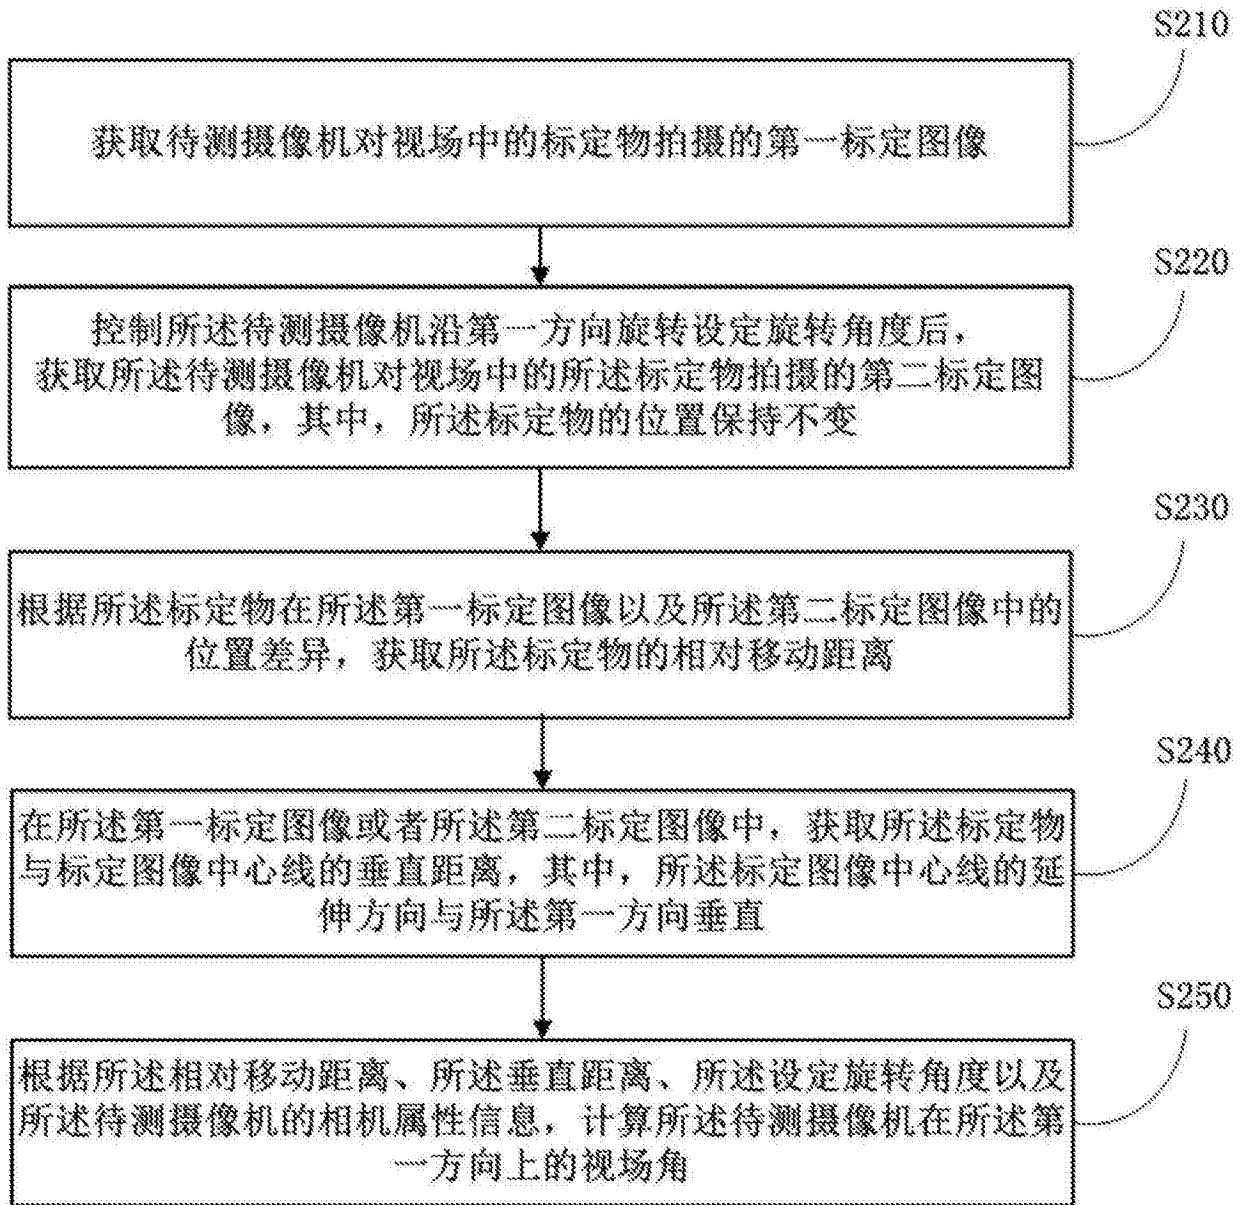 S210
获取待测摄像机对视场中的标定物拍摄的第一标定图像
S220
控制所述待测摄像机沿第一方向旋转设定旋转角度后，
获取所述待测摄像机对视场中的所述标定物拍摄的第二标定图
像，其中，所述标定物的位置保持不变
S230
根据所述标定物在所述第一标定图像以及所述第二标定图像中的
位置差异，获取所述标定物的相对移动距离
S240
在所述第一标定图像或者所述第二标定图像中，获取所述标定物
与标定图像中心线的垂直距离，其中，所述标定图像中心线的延
伸方向与所述第一方向垂直
S250
根据所述相对移动距离、所述垂直距离、所述设定旋转角度以及
所述待测摄像机的相机属性信息，计算所述待测摄像机在所述第
一方向上的视场角